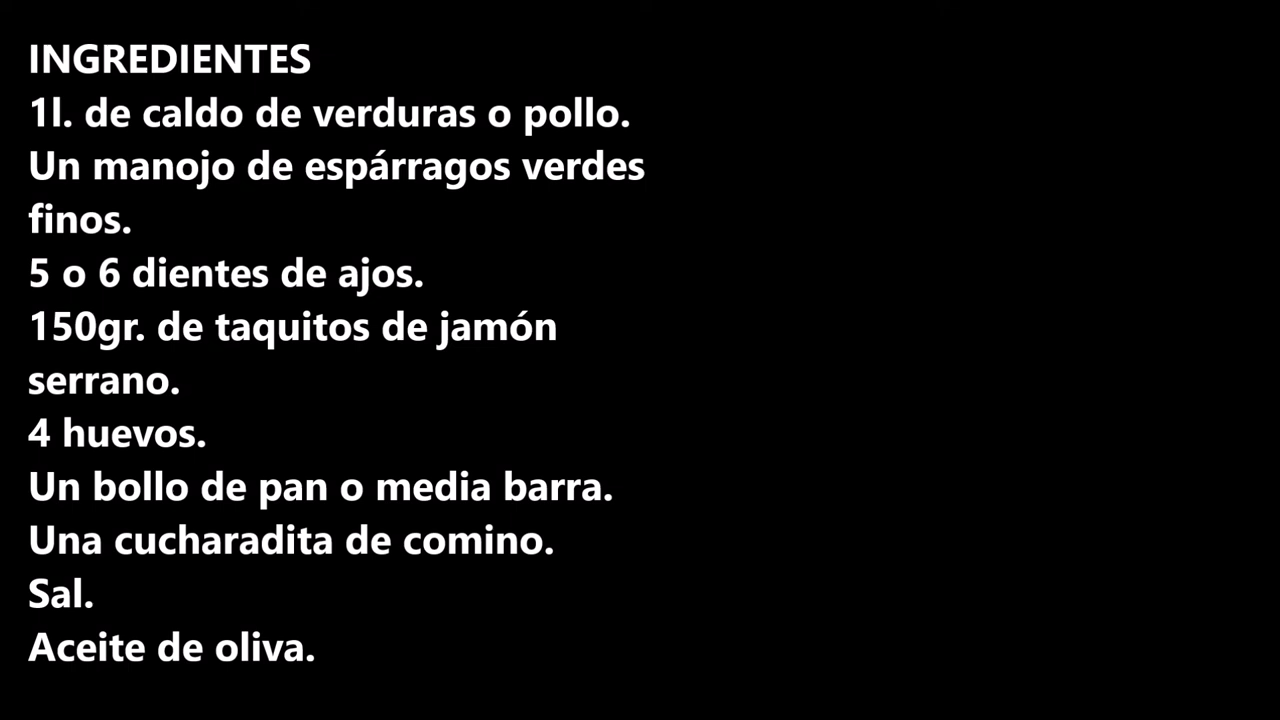 INGREDIENTES
1l. de caldo de verduras o pollo.
Un manojo de espárragos verdes
finos.
5 o 6 dientes de ajos.
150gr. de taquitos de jamón
serrano.
4 huevos.
Un bollo de pan o media barra.
Una cucharadita de comino.
Sal.
Aceite de oliva.